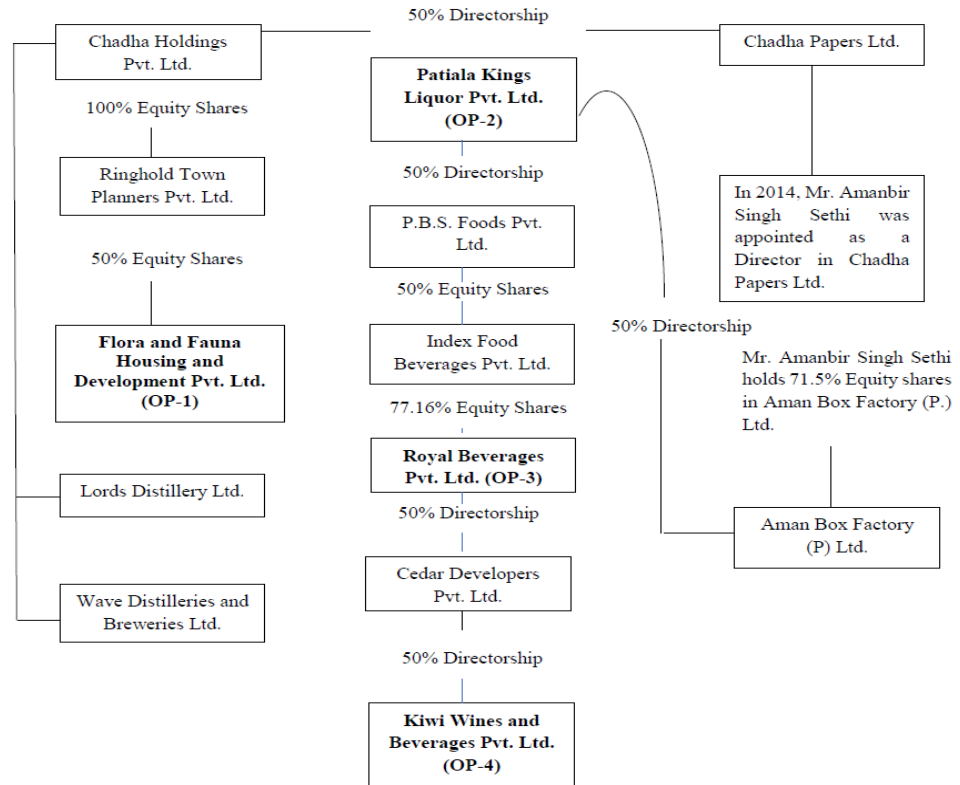 50% Directorship
Chadha Holdings
Pvt. Ltd.
Chadha Papers Ltd.
Patiala Kings
Liquor Pvt. Ltd.
(OP-2)
100% Equity Shares
50% Directorship
Ringhold Town
Planners Pvt. Ltd.
In 2014, Mr. Amanbir
Singh Sethi was
appointed as a
Director in Chadha
Papers Ltd.
P.B.S. Foods Pvt.
Ltd.
50% Equity Shares
50% Equity Shares
50% Directorship
Flora and Fauna
Housing and
Development Pvt. Ltd.
(OP-1)
Index Food
Beverages Pvt. Ltd.
Mr. Amanbir Singh Sethi
holds 71.5% Equity shares
in Aman Box Factory (P.)
Ltd.
77.16% Equity Shares
Royal Beverages
Pvt. Ltd. (OP-3)
Lords Distillery Ltd.
50% Directorship
Aman Box Factory
(P) Ltd.
Cedar Developers
Pvt. Ltd.
Wave Distilleries and
Breweries Ltd.
50% Directorship
Kiwi Wines and
Beverages Pvt. Ltd.
(OP-4)